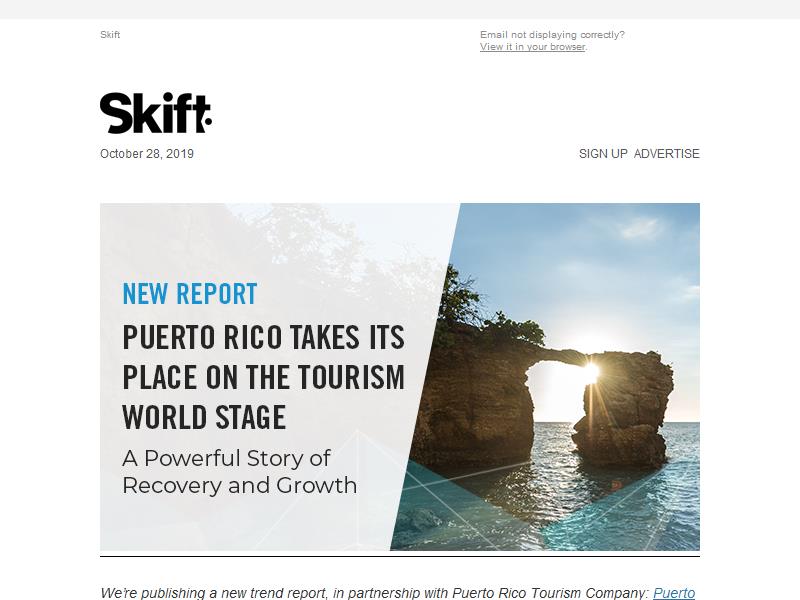 Skift
Email not displaying correctly?
View it in your browser.
Skift
October 28, 2019
SIGN UP ADVERTISE
NEW REPORT
PUERTO RICO TAKES ITS
PLACE ON THE TOURISM
WORLD STAGE
A Powerful Story of
Recovery and Growth
We're publishing a new trend report, in partnership with Puerto Rico Tourism Company: Puerto